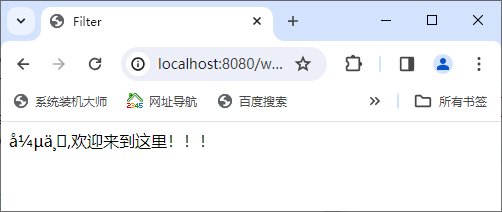 Filter
localhost:8080/w...
系统装机大师
2345
网址导航
百度搜索
所有书签
å¼µä¸,欢迎来到这里！！！